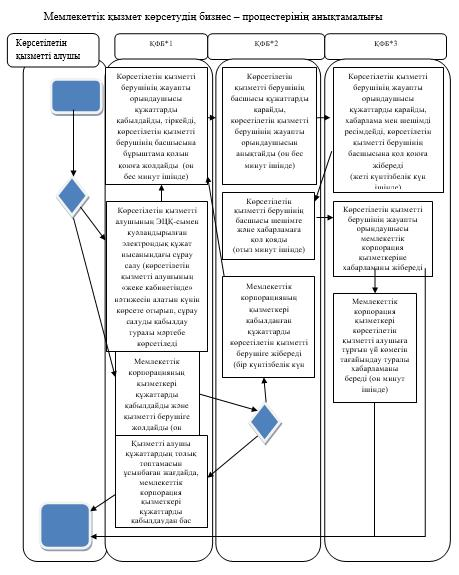 Мемлекеттік қызмет көрсетудің бизнес – процестерінің анықтамалығы
Көрсетілетін
қызметті алушы
ҚФБ*1
ҚФБ*2
ҚФБ*3
Көрсетілетін қызметті
берушінің жауапты
орындаушысы
құжаттарды
қабылдайды, тіркейді,
көрсетілетін қызметті
берушінің басшысына
бұрыштама қолын
қоюға жолдайды (он
бес минут ішінде)
Көрсетілетін қызметті
берушінің
басшысы құжаттарды
қарайды,
көрсетілетін қызметті
берушінің жауапты
орындаушысын
анықтайды (он бес
минут ішінде)
Көрсетілетін қызметті
берушінің жауапты
орындаушысы
құжаттарды қарайды,
хабарлама мен шешімді
ресімдейді, көрсетілетін
қызметті берушінің
басшысына қол қоюға
жібереді
(жеті күнтізбелік күн
ішінде)
Көрсетілетін қызметті
алушының ЭЦҚ-сымен
куәландырылған
электрондық құжат
нысанындағы сұрау
салу (көрсетілетін
қызметті алушының
«жеке кабинетінде»
нәтижесін алатын күнін
көрсете отырып, сұрау
салуды қабылдау
туралы мәртебе
көрсетіледі
Көрсетілетін
қызметті берушінің
басшысы шешімге
және хабарламаға
қол қояды
(отыз минут ішінде)
Көрсетілетін қызметті
берушінің жауапты
орындаушысы
мемлекеттік
корпорация
қызметкеріне
хабарламаны жібереді
Мемлекеттік
корпорацияның
қызметкері
қабылданған
құжаттарды
көрсетілетін қызметті
берушіге жібереді
(бір күнтізбелік күн
Мемлекеттік
корпорация
қызметкері
көрсетілетін
қызметті алушыға
тұрғын үй көмегін
тағайындау туралы
хабарламаны
береді (он минут
ішінде)
Мемлекеттік
корпорацияның
қызметкері
құжаттарды
қабылдайды және
қызметті берушіге
жолдайды (он
Қызметті алушы
құжаттардың толық
топтамасын
ұсынбаған жағдайда,
мемлекеттік
корпорация
қызметкері
құжаттарды
қабылдаудан бас